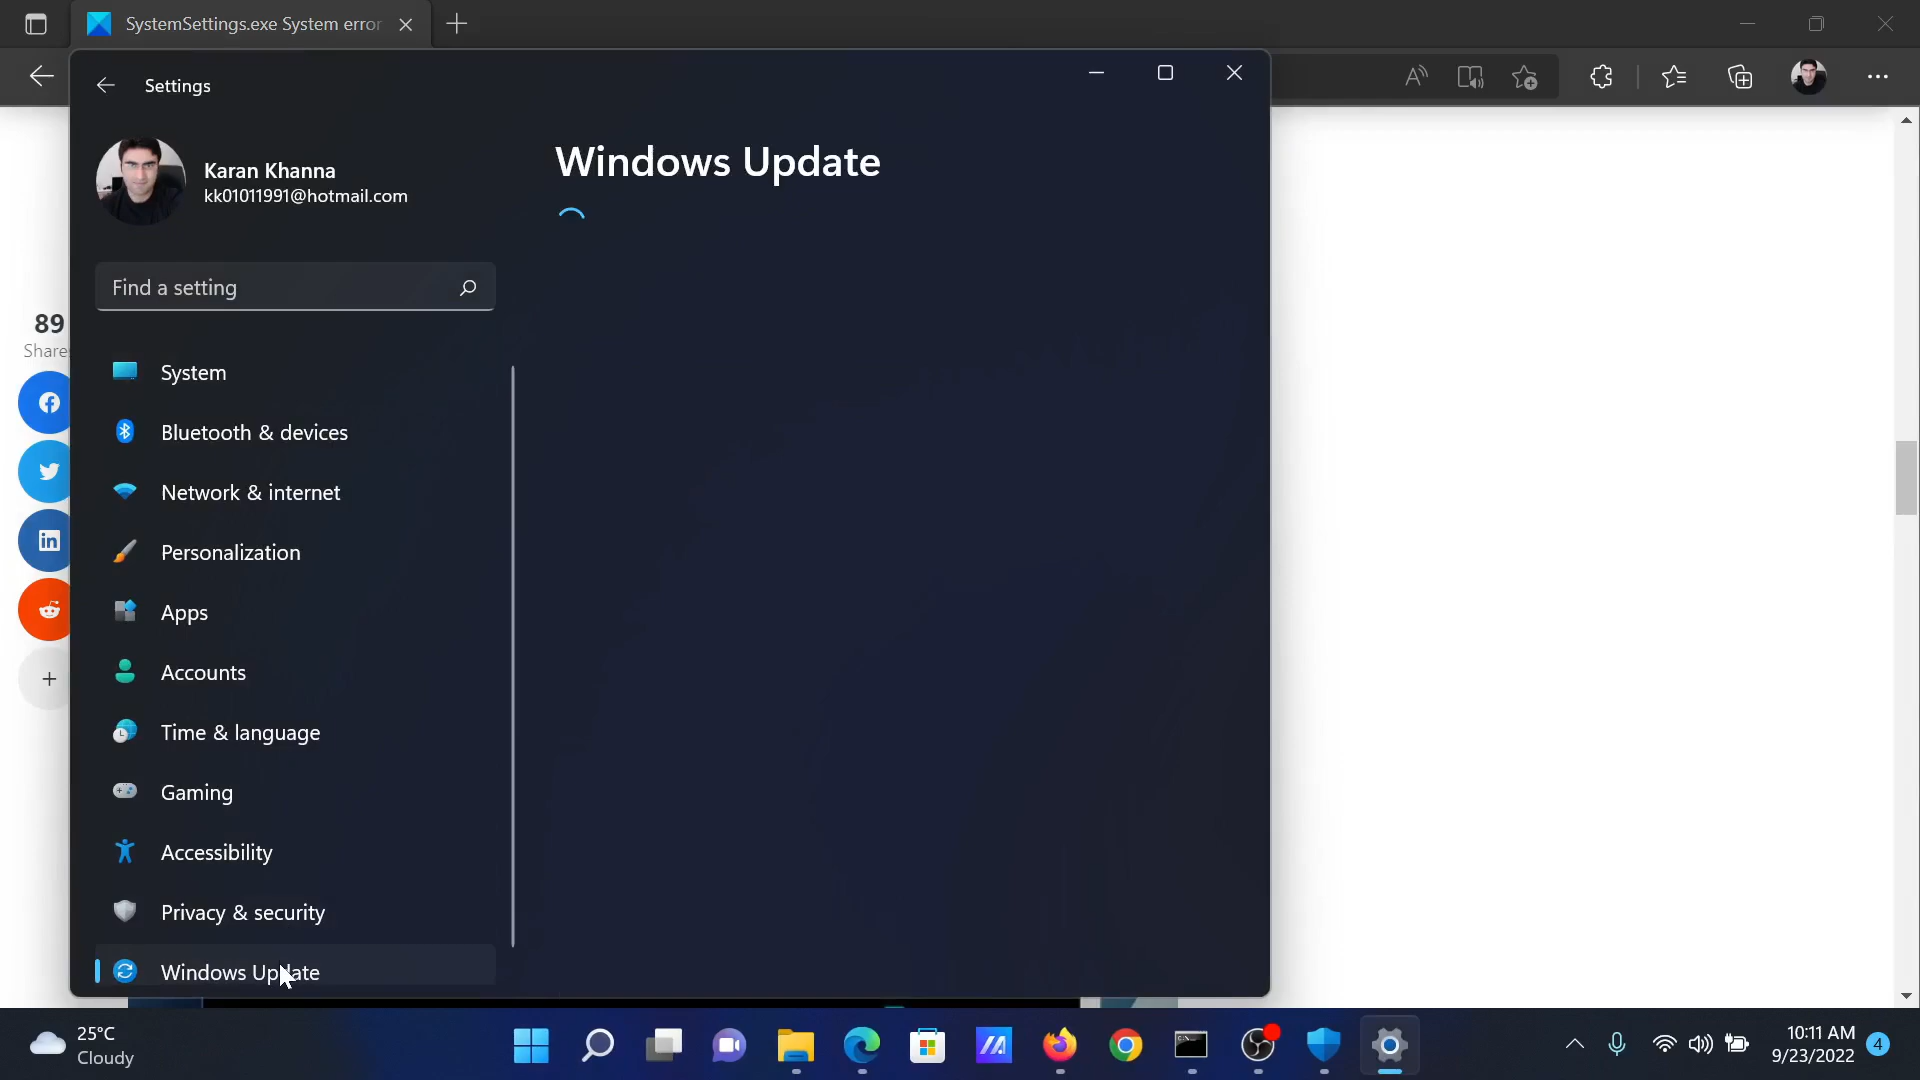 SystemSettings.exe System error
Settings
Karan Khanna
kk01011991@hotmail.com
Find a setting
System
Bluetooth & devices
Network & internet
Personalization
Apps
Accounts
Time & language
Gaming
Accessibility
Privacy & security
Windows Update
Windows Update
89
Share
25°C
Cloudy
10:11 AM
9/23/2022
4